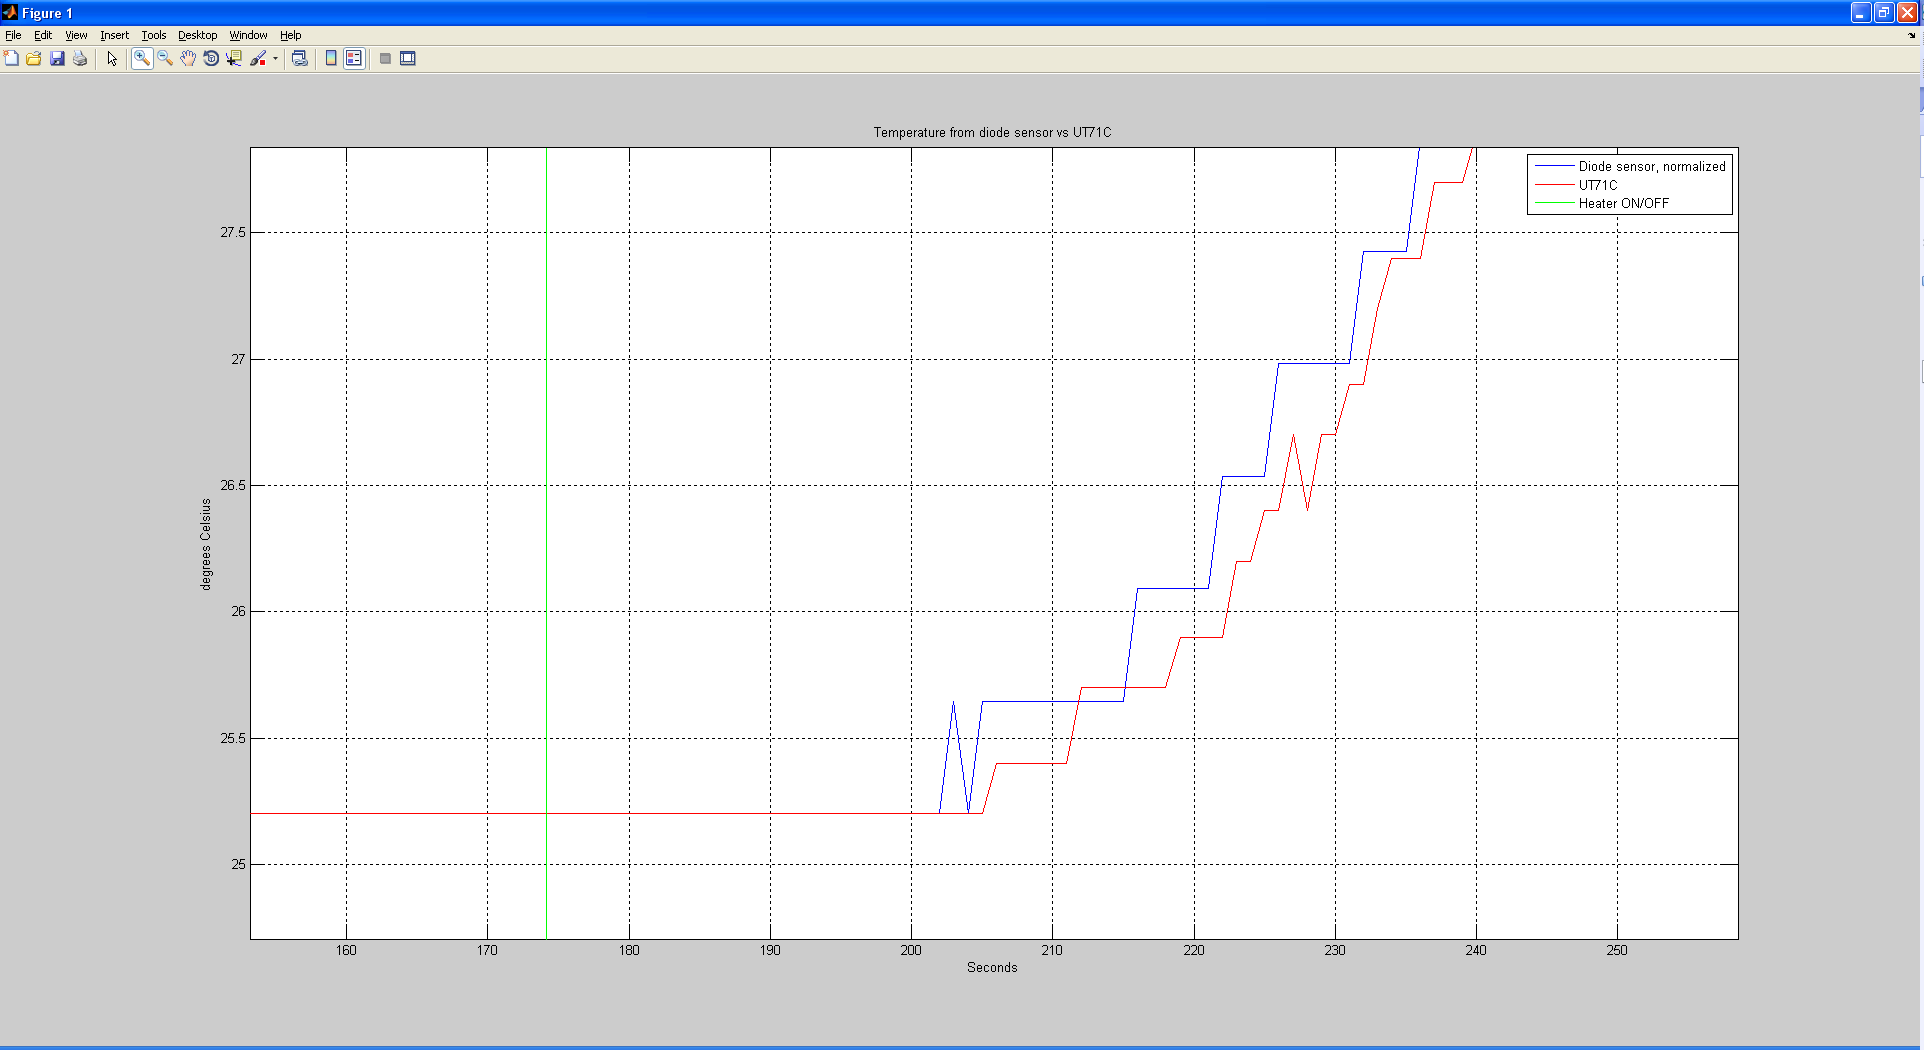 Figure 1
File Edit View Insert Tools Desktop Window Help
Temperature from diode sensor vs UT71C
Diode sensor, normalized
UT71C
Heater ON/OFF
27.5
27
26.5
26
25.5
25
degrees Celsius
160 170 180 190 200 210 220 230 240 250
Seconds